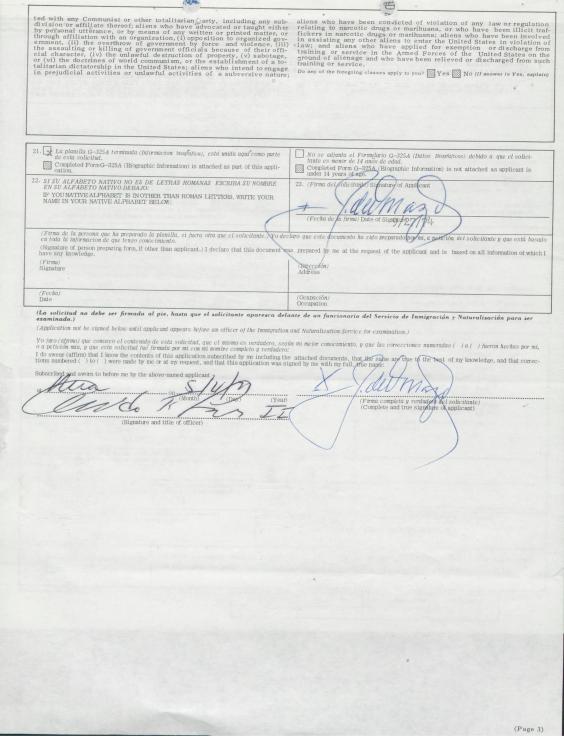 ted with any Communist or other totalitarian party, including any sub-
division or affiliate thereof; aliens who have advocated or taught either
by personal utterance, or by means of any written or printed matter, or
through affiliation with an organization, (i) opposition to organized gov-
ernment, (ii) the overthrow of government by force and violence, (iii)
the assaulting or killing of government officials because of their offi-
cial character, (iv) the unlawful destruction of property, (v) sabotage,
or (vi) the doctrines of world communism, or the establishment of a to-
talitarian dictatorship in the United States; aliens who intend to engage
in prejudicial activities or unlawful activities of a subversive nature;
aliens who have been convicted of violation of any law or regulation
relating to narcotic drugs or marihuana, or who have been illicit traf-
fickers in narcotic drugs or marihuana; aliens who have been involved
in assisting any other aliens to enter the United States in violation of
law; and aliens who have applied for exemption or discharge from
training or service in the Armed Forces of the United States on the
ground of alienage and who have been relieved or discharged from such
training or service.
Do any of the foregoing classes apply to you? Yes No (If answer is Yes, explain)
21. x La planilla G-325A terminada (Informacion Biografica), está unida aqui como parte
de esta solicitud.
Completed Form G-325A (Biographic Information) is attached as part of this appli-
cation.
No se adjunta el Formulario G-325A (Datos Biograficos) debido a que el solici-
tante es menor de 14 anos de edad.
Completed Form G-325A (Biographic Information) is not attached as applicant is
under 14 years of age.
22. SI SU ALFABETO NATIVO NO ES DE LETRAS ROMANAS ESCRIBA SU NOMBRE
EN SU ALFABETO NATIVO DEBAJO:
IF YOUR NATIVE ALPHABET IS IN OTHER THAN ROMAN LETTERS, WRITE YOUR
NAME IN YOUR NATIVE ALPHABET BELOW:
23. (Firma del Solicitante) Signature of Applicant
(Fecha de la firma) Date of Signature
(Firma de la persona que ha preparado la planilla, si fuera otra que el solicitante.) Yo declaro que este documento ha sido preparado por mi, a petición del solicitante y que está basado
en toda la informacion de que tengo conocimiento.
(Signature of person preparing form, if other than applicant.) I declare that this document was prepared by me at the request of the applicant and is based on all information of which I
have any knowledge.
(Firma)
Signature
(Dirección)
Address
(Fecha)
Date
(Ocupación)
Occupation
(La solicitud no debe ser firmada al pie, hasta que el solicitante aparezca delante de un funcionario del Servicio de Inmigración y Naturalización para ser
examinado.)
(Application not be signed below until applicant appears before an officer of the Immigration and Naturalization Service for examination.)
Yo juro (afirmo) que conozco el contenido de esta solicitud, que el mismo es verdadero, según mi mejor conocimiento, y que las correcciones numeradas ( ) a ( ) fueron hechas por mi,
o a petición mia, y que esta solicitud fué firmada por mi con mi nombre completo y verdadero:
I do swear (affirm) that I know the contents of this application subscribed by me including the attached documents, that the same are true to the best of my knowledge, and that correc-
tions numbered ( ) to ( ) were made by me or at my request, and that this application was signed by me with my full, true name:
Subscribed and sworn to before me by the above-named applicant
at on
(Month) (Day) (Year)
(Signature and title of officer)
X
(Firma completa y verdadera del solicitante)
(Complete and true signature of applicant)
(Page 3)